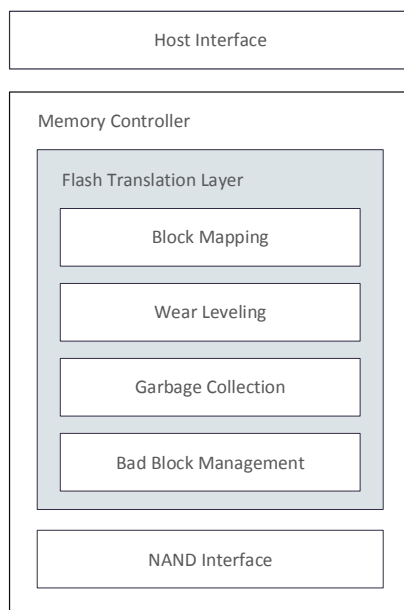 Host Interface
Memory Controller
Flash Translation Layer
Block Mapping
Wear Leveling
Garbage Collection
Bad Block Management
NAND Interface